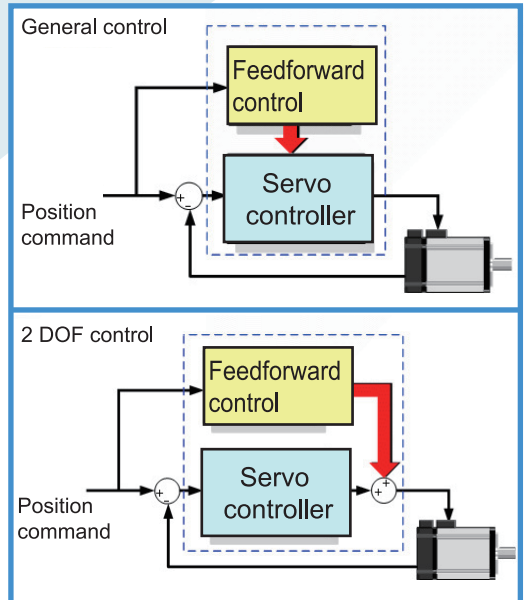 General control
Feedforward
control
Servo
controller
+
-
Position
command
2 DOF control
Feedforward
control
Servo
controller
+
-
+
+
Position
command